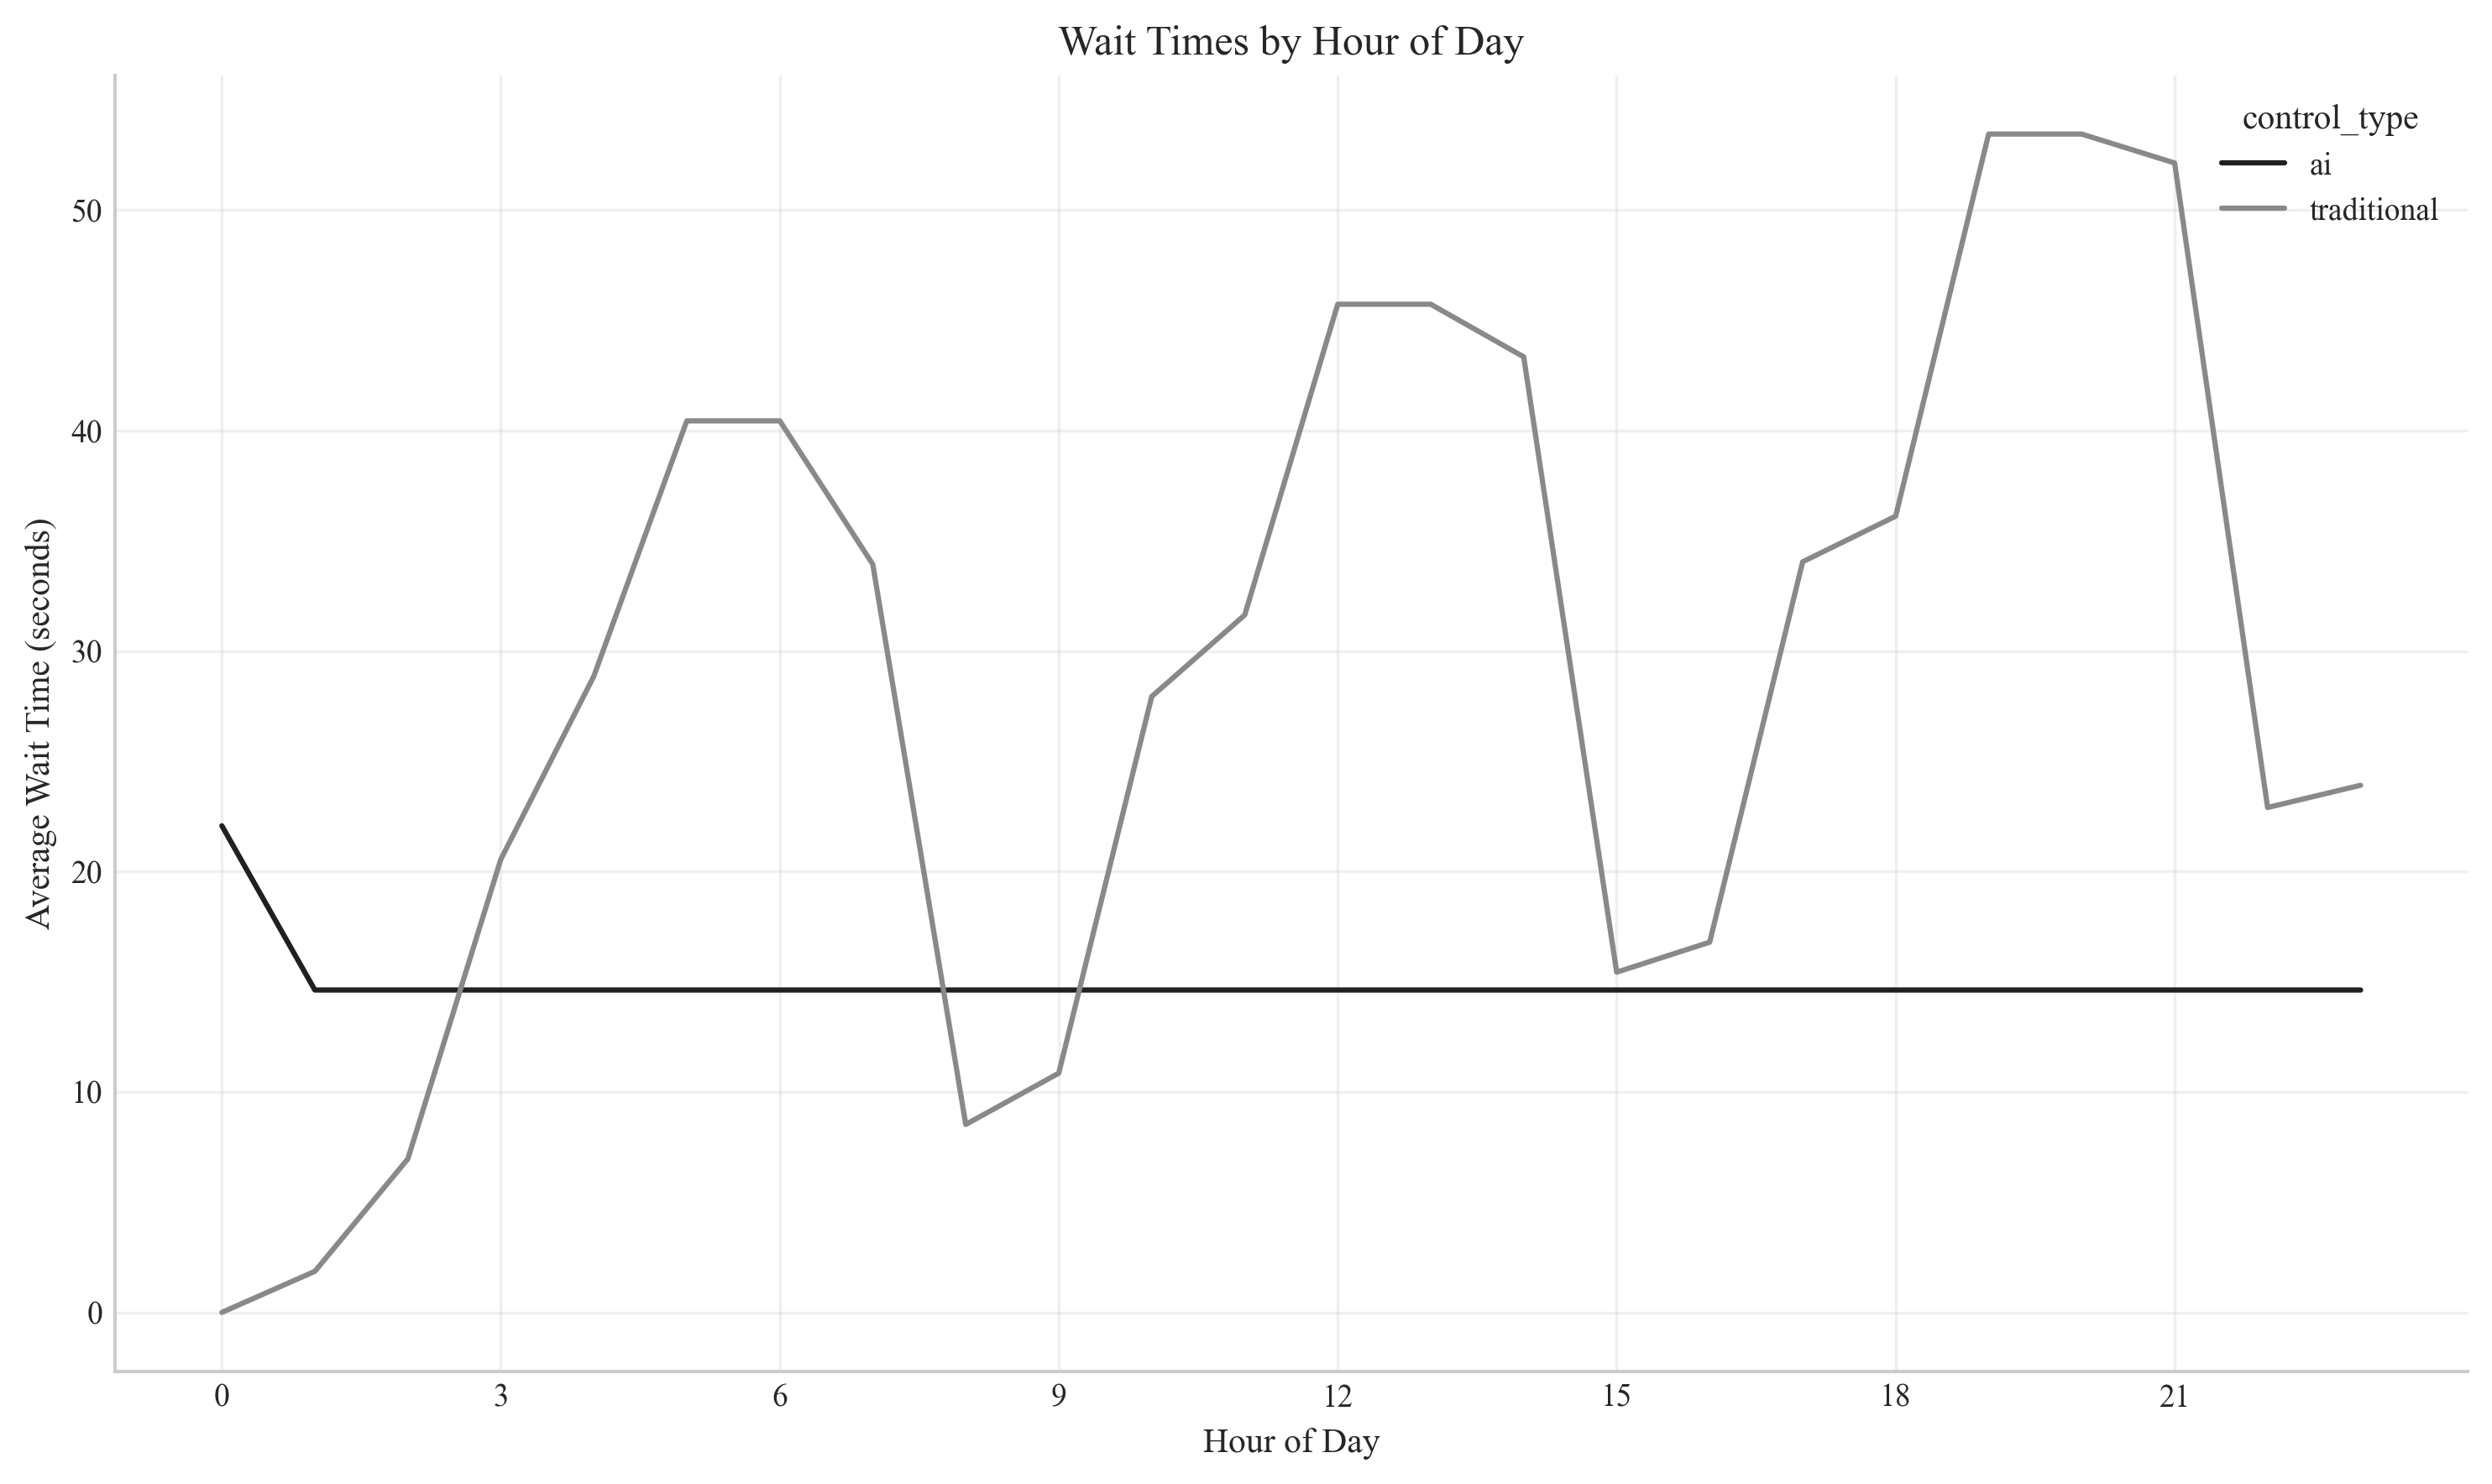 Wait Times by Hour of Day
control_type
ai
traditional
Average Wait Time (seconds)
50
40
30
20
10
0
0 3 6 9 12 15 18 21
Hour of Day